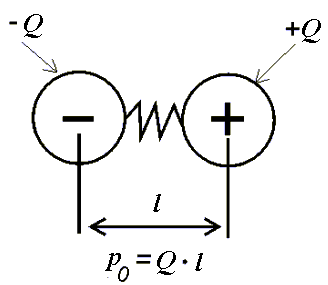 -Q
+Q
− +
l
p₀ = Q · l